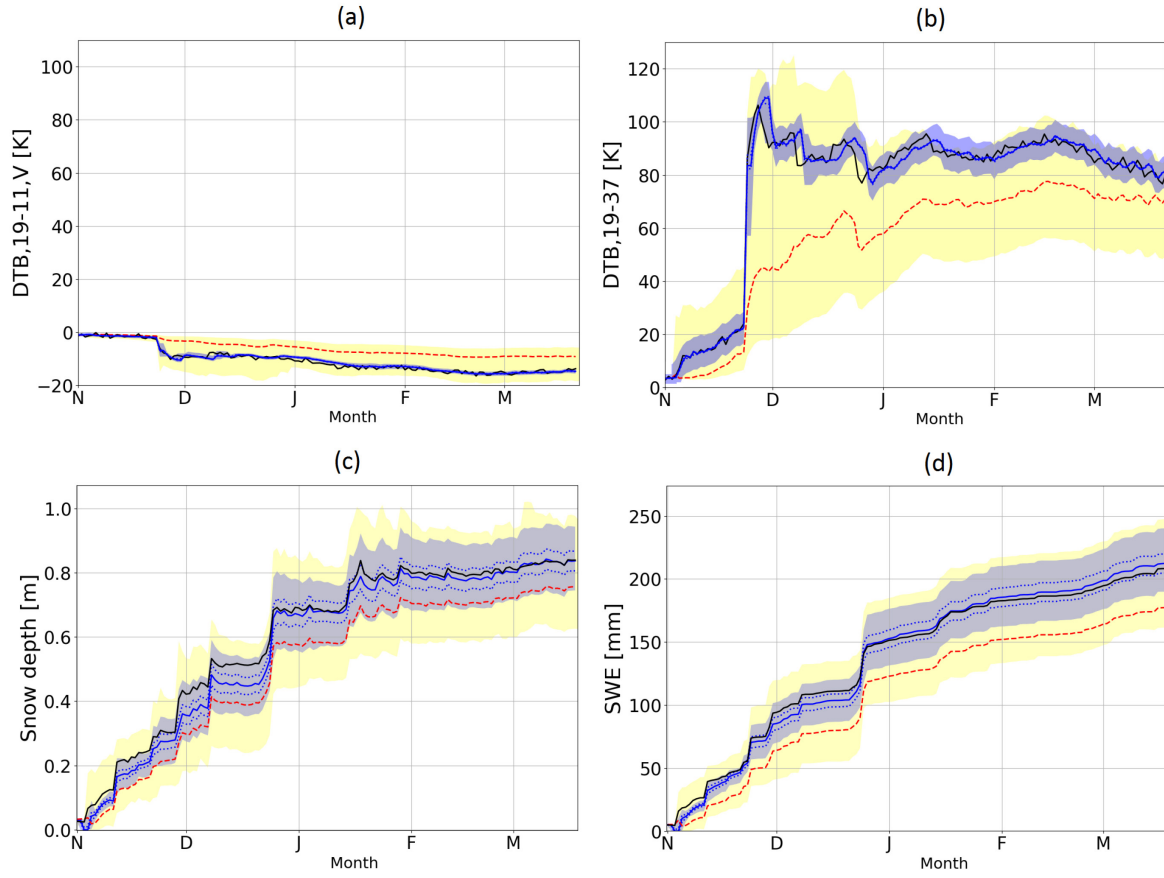 (a)
100
80
60
40
20
0
−20
DTB,19-11,V [K]
N D J F M
Month
(b)
120
100
80
60
40
20
0
DTB,19-37 [K]
N D J F M
Month
(c)
1.0
0.8
0.6
0.4
0.2
0.0
Snow depth [m]
N D J F M
Month
(d)
250
200
150
100
50
0
SWE [mm]
N D J F M
Month